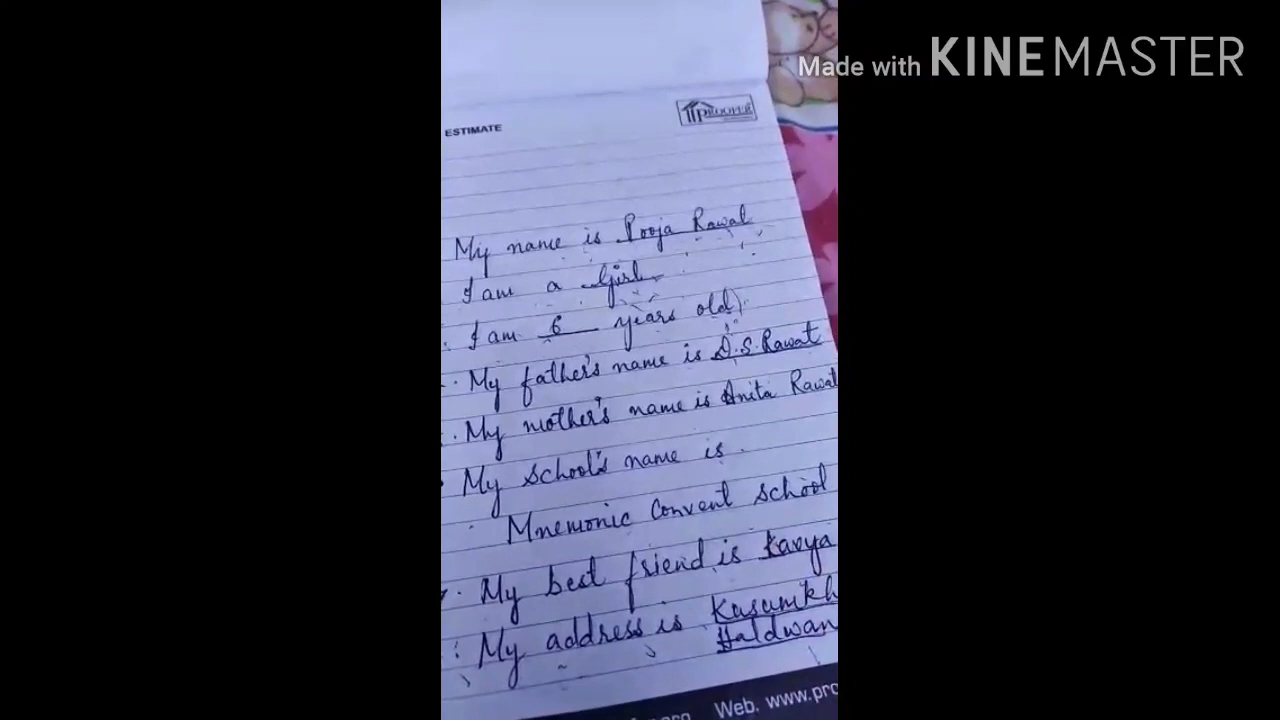 Made with KINEMASTER
ESTIMATE
PROOPER
My name is Pooja Rawat
I am a Girl
I am 6 years old
My father's name is D.S. Rawat
My mother's name is Anita Rawat
My school's name is
Mnemonic Convent School
My best friend is Kavya
My address is Kusumkh
Haldwan
Web. www.pro